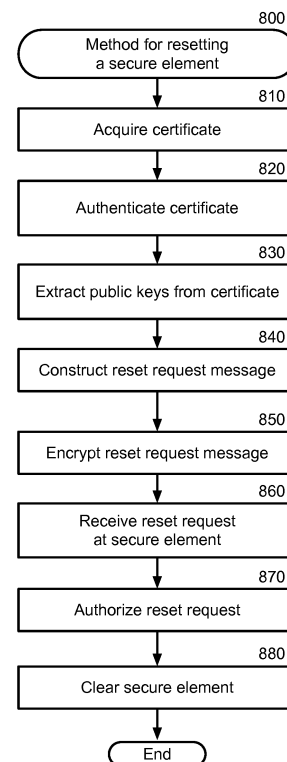 800
Method for resetting
a secure element
810
Acquire certificate
820
Authenticate certificate
830
Extract public keys from certificate
840
Construct reset request message
850
Encrypt reset request message
860
Receive reset request
at secure element
870
Authorize reset request
880
Clear secure element
End